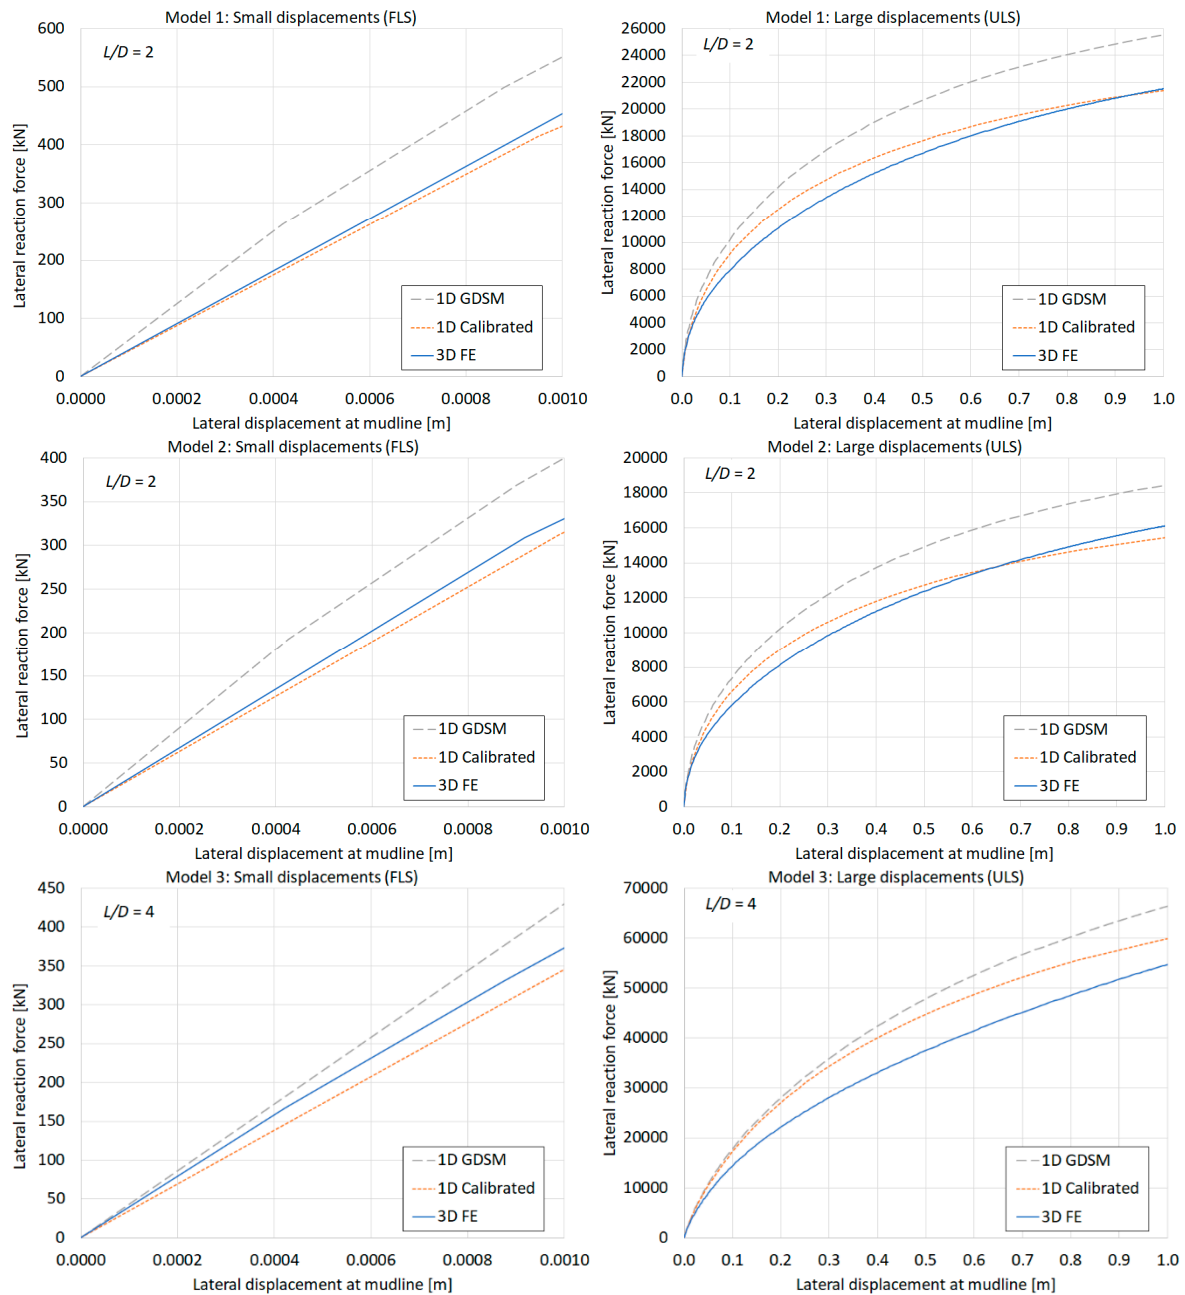 Model 1: Small displacements (FLS)
L/D = 2
Lateral reaction force [kN]
600
500
400
300
200
100
0
1D GDSM
1D Calibrated
3D FE
0.0000 0.0002 0.0004 0.0006 0.0008 0.0010
Lateral displacement at mudline [m]
Model 1: Large displacements (ULS)
L/D = 2
Lateral reaction force [kN]
26000
24000
22000
20000
18000
16000
14000
12000
10000
8000
6000
4000
2000
0
1D GDSM
1D Calibrated
3D FE
0.0 0.1 0.2 0.3 0.4 0.5 0.6 0.7 0.8 0.9 1.0
Lateral displacement at mudline [m]
Model 2: Small displacements (FLS)
L/D = 2
Lateral reaction force [kN]
400
350
300
250
200
150
100
50
0
1D GDSM
1D Calibrated
3D FE
0.0000 0.0002 0.0004 0.0006 0.0008 0.0010
Lateral displacement at mudline [m]
Model 2: Large displacements (ULS)
L/D = 2
Lateral reaction force [kN]
20000
18000
16000
14000
12000
10000
8000
6000
4000
2000
0
1D GDSM
1D Calibrated
3D FE
0.0 0.1 0.2 0.3 0.4 0.5 0.6 0.7 0.8 0.9 1.0
Lateral displacement at mudline [m]
Model 3: Small displacements (FLS)
L/D = 4
Lateral reaction force [kN]
450
400
350
300
250
200
150
100
50
0
1D GDSM
1D Calibrated
3D FE
0.0000 0.0002 0.0004 0.0006 0.0008 0.0010
Lateral displacement at mudline [m]
Model 3: Large displacements (ULS)
L/D = 4
Lateral reaction force [kN]
70000
60000
50000
40000
30000
20000
10000
0
1D GDSM
1D Calibrated
3D FE
0.0 0.1 0.2 0.3 0.4 0.5 0.6 0.7 0.8 0.9 1.0
Lateral displacement at mudline [m]